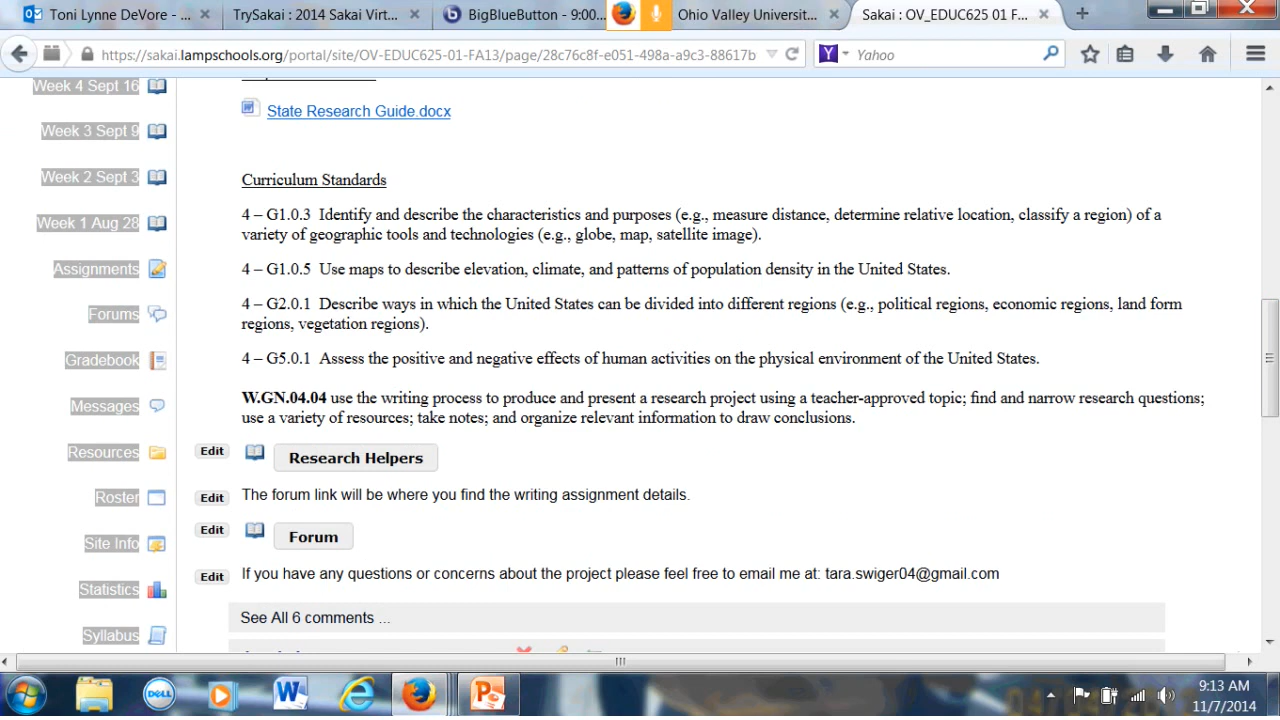 Toni Lynne DeVore - ...
TrySakai : 2014 Sakai Virt...
BigBlueButton - 9:00...
Ohio Valley Universit...
Sakai : OV_EDUC625 01 F...
https://sakai.lampschools.org/portal/site/OV-EDUC625-01-FA13/page/28c76c8f-e051-498a-a9c3-88617b
Yahoo
Week 4 Sept 16
Week 3 Sept 9
Week 2 Sept 3
Week 1 Aug 28
Assignments
Forums
Gradebook
Messages
Resources
Roster
Site Info
Statistics
Syllabus
State Research Guide.docx
Curriculum Standards
4 – G1.0.3 Identify and describe the characteristics and purposes (e.g., measure distance, determine relative location, classify a region) of a
variety of geographic tools and technologies (e.g., globe, map, satellite image).
4 – G1.0.5 Use maps to describe elevation, climate, and patterns of population density in the United States.
4 – G2.0.1 Describe ways in which the United States can be divided into different regions (e.g., political regions, economic regions, land form
regions, vegetation regions).
4 – G5.0.1 Assess the positive and negative effects of human activities on the physical environment of the United States.
W.GN.04.04 use the writing process to produce and present a research project using a teacher-approved topic; find and narrow research questions;
use a variety of resources; take notes; and organize relevant information to draw conclusions.
Edit Research Helpers
Edit The forum link will be where you find the writing assignment details.
Edit Forum
Edit If you have any questions or concerns about the project please feel free to email me at: tara.swiger04@gmail.com
See All 6 comments ...
9:13 AM
11/7/2014